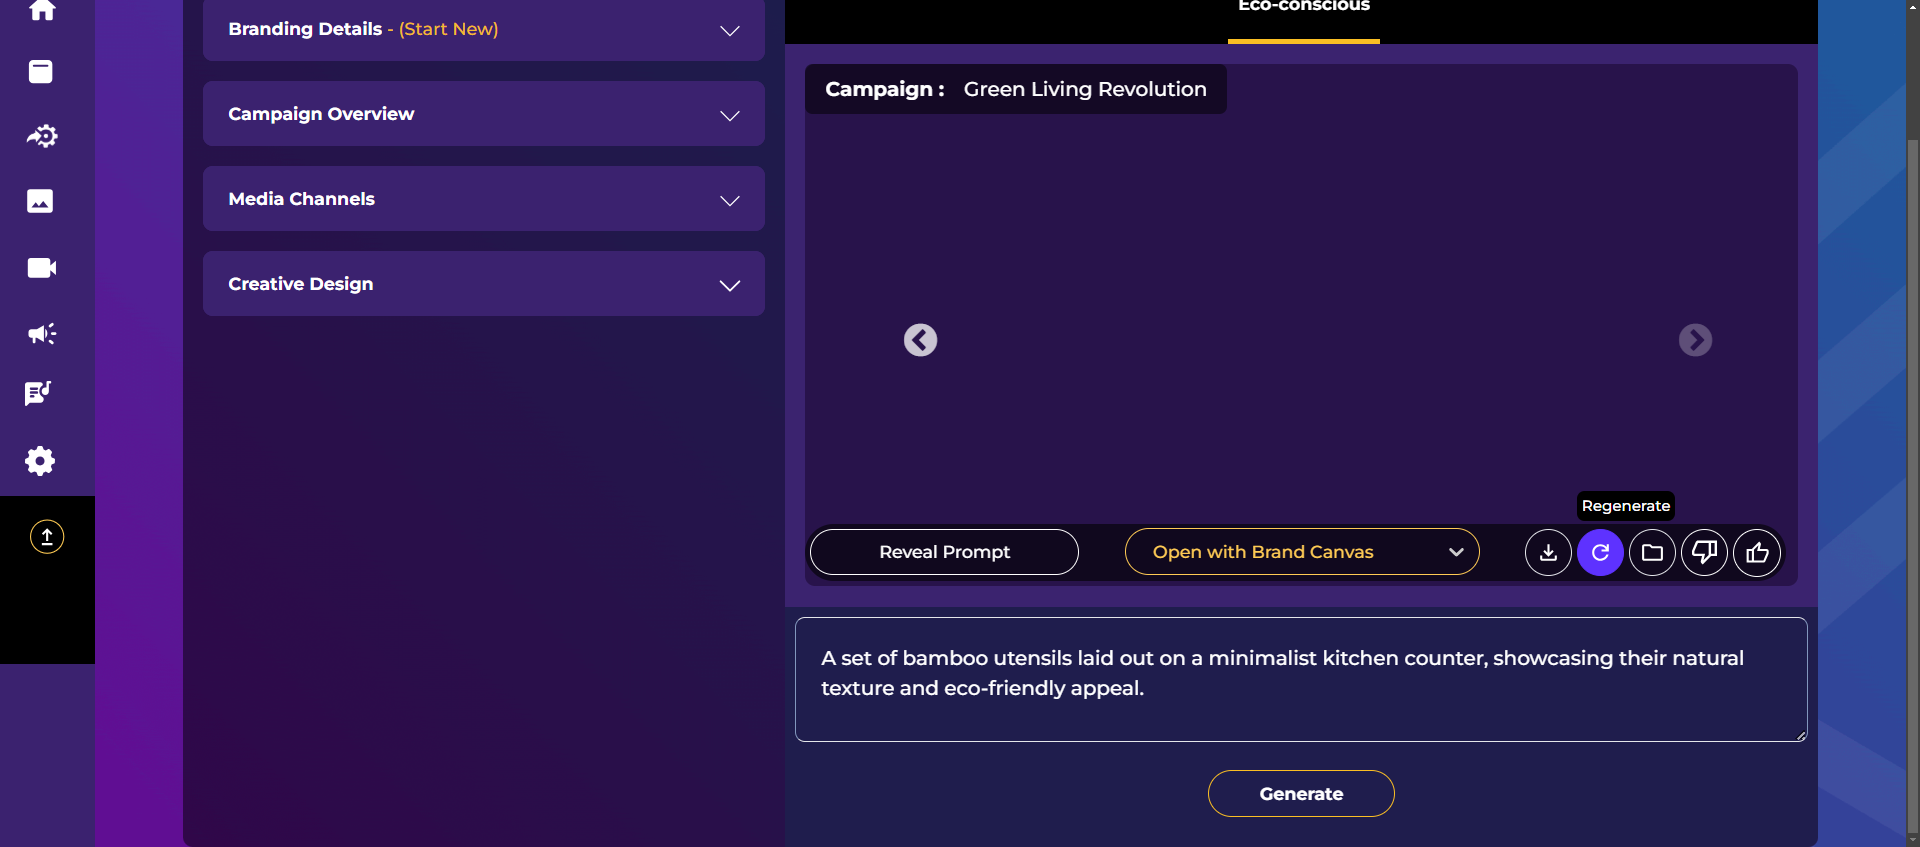 Branding Details - (Start New)
Campaign Overview
Media Channels
Creative Design
Eco-conscious
Campaign : Green Living Revolution
Regenerate
Reveal Prompt
Open with Brand Canvas
A set of bamboo utensils laid out on a minimalist kitchen counter, showcasing their natural
texture and eco-friendly appeal.
Generate